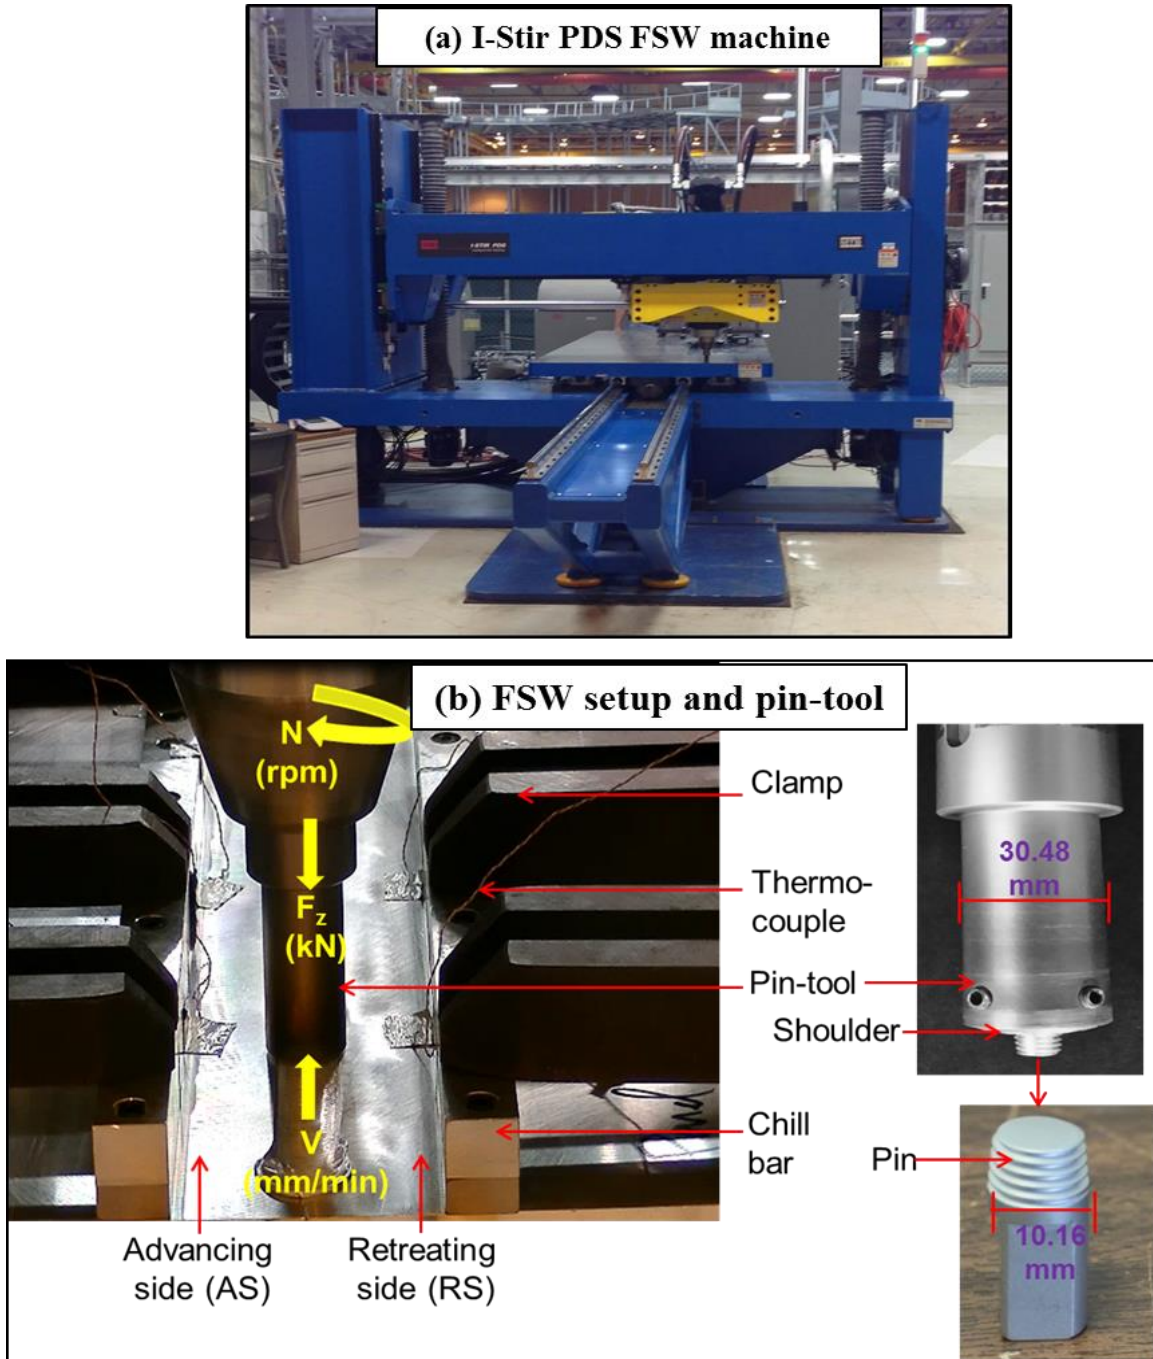 (a) I-Stir PDS FSW machine
I-STIR PDS
(b) FSW setup and pin-tool
N
(rpm)
Fz
(kN)
V
(mm/min)
Clamp
Thermo-
couple
Pin-tool
Shoulder
Chill
bar
Advancing
side (AS)
Retreating
side (RS)
30.48
mm
Pin
10.16
mm